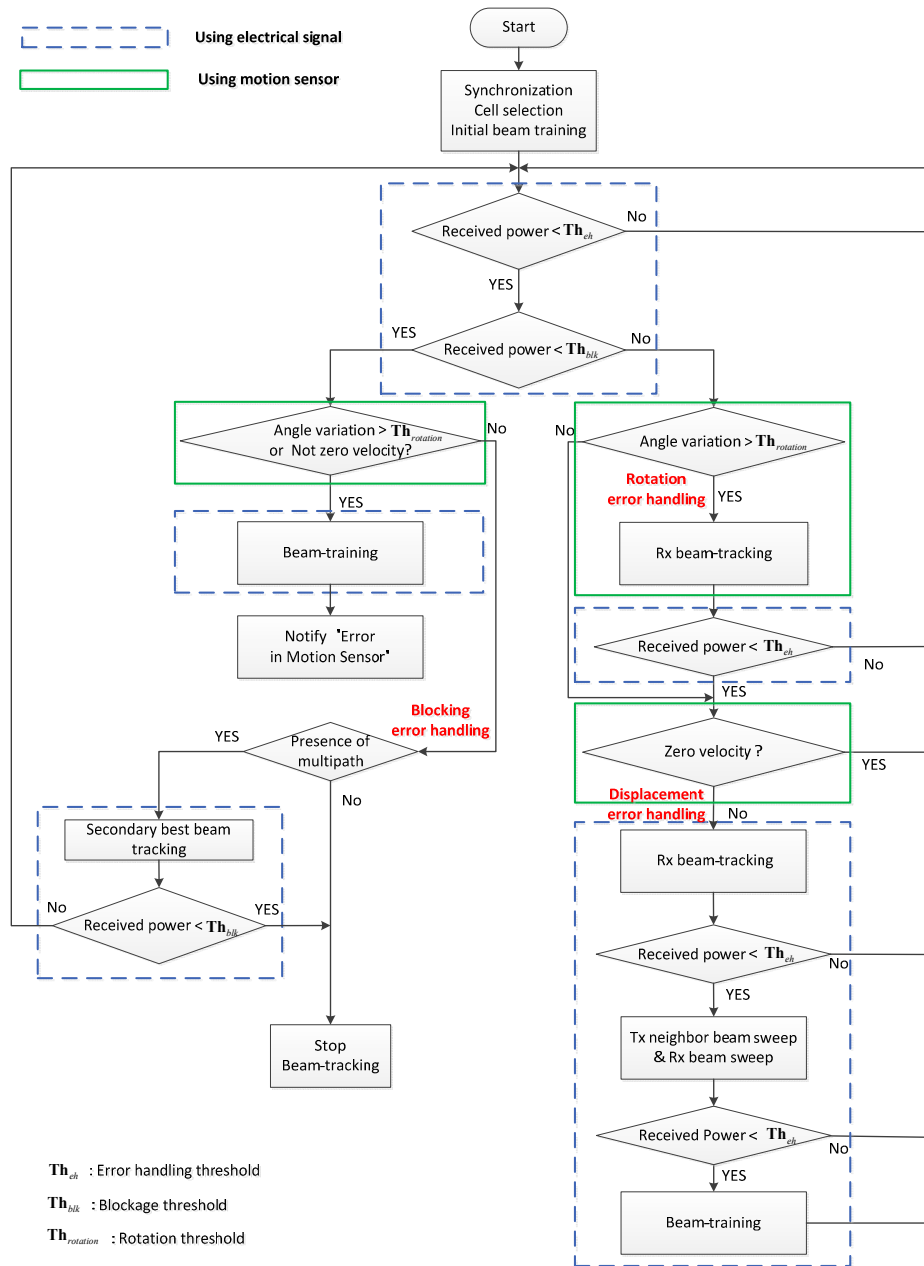 Using electrical signal
Using motion sensor
Start
Synchronization
Cell selection
Initial beam training
Received power < Th_eh
No
YES
Received power < Th_blk
YES
No
Angle variation > Th_rotation
or Not zero velocity?
No
YES
Beam-training
Notify "Error
in Motion Sensor"
Blocking
error handling
Presence of
multipath
YES
No
Secondary best beam
tracking
Received power < Th_blk
No
YES
Stop
Beam-tracking
No
Angle variation > Th_rotation
Rotation
error handling
YES
Rx beam-tracking
Received power < Th_eh
No
YES
Zero velocity ?
YES
Displacement
error handling
No
Rx beam-tracking
Received power < Th_eh
No
YES
Tx neighbor beam sweep
& Rx beam sweep
Received Power < Th_eh
No
YES
Beam-training
Th_eh : Error handling threshold
Th_blk : Blockage threshold
Th_rotation : Rotation threshold